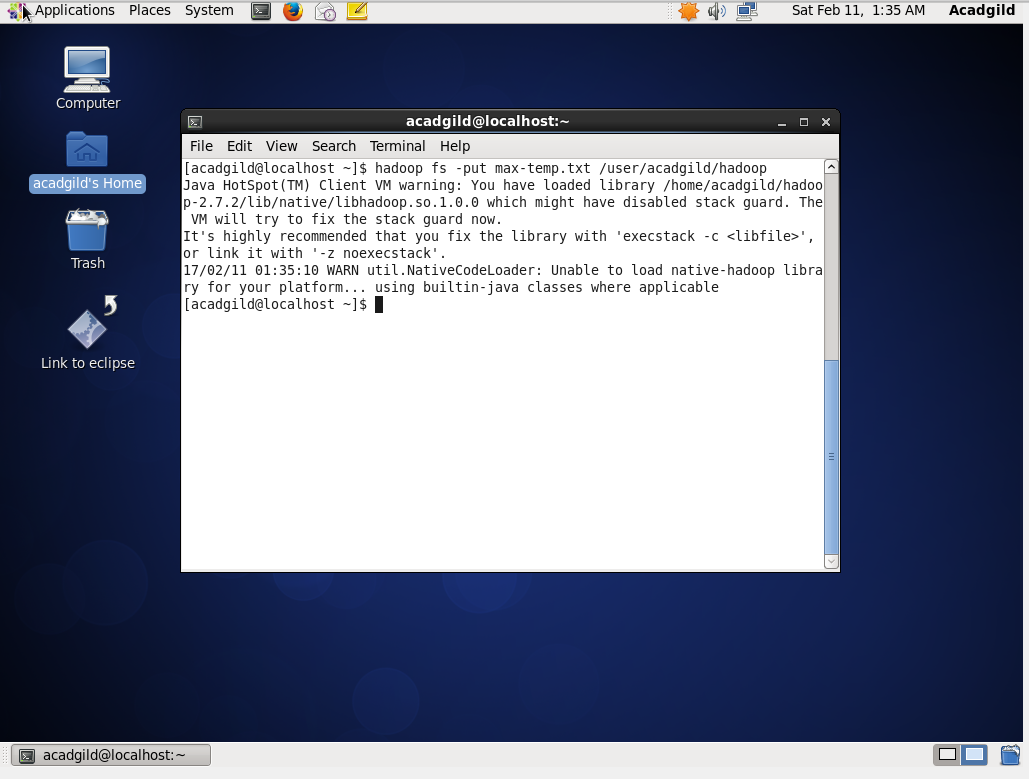 Applications Places System Sat Feb 11, 1:35 AM Acadgild
Computer
acadgild's Home
Trash
Link to eclipse
acadgild@localhost:~
File Edit View Search Terminal Help
[acadgild@localhost ~]$ hadoop fs -put max-temp.txt /user/acadgild/hadoop
Java HotSpot(TM) Client VM warning: You have loaded library /home/acadgild/hadoo
p-2.7.2/lib/native/libhadoop.so.1.0.0 which might have disabled stack guard. The
 VM will try to fix the stack guard now.
It's highly recommended that you fix the library with 'execstack -c <libfile>',
or link it with '-z noexecstack'.
17/02/11 01:35:10 WARN util.NativeCodeLoader: Unable to load native-hadoop libra
ry for your platform... using builtin-java classes where applicable
[acadgild@localhost ~]$
acadgild@localhost:~